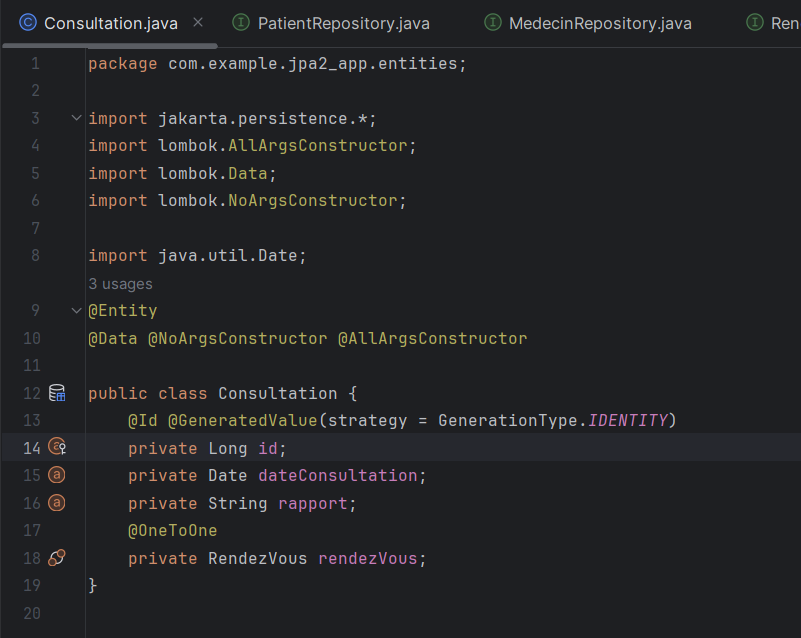 Consultation.java PatientRepository.java MedecinRepository.java Ren
1 package com.example.jpa2_app.entities;
2
3 import jakarta.persistence.*;
4 import lombok.AllArgsConstructor;
5 import lombok.Data;
6 import lombok.NoArgsConstructor;
7
8 import java.util.Date;
3 usages
9 @Entity
10 @Data @NoArgsConstructor @AllArgsConstructor
11
12 public class Consultation {
13 @Id @GeneratedValue(strategy = GenerationType.IDENTITY)
14 private Long id;
15 private Date dateConsultation;
16 private String rapport;
17 @OneToOne
18 private RendezVous rendezVous;
19 }
20